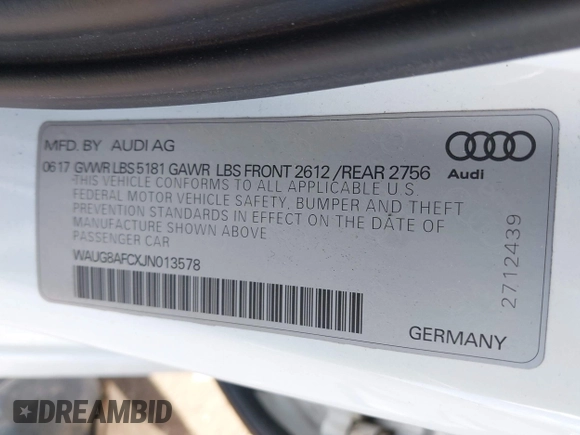 MFD. BY AUDI AG
06 17 GVWR LBS 5181 GAWR LBS FRONT 2612 /REAR 2756
THIS VEHICLE CONFORMS TO ALL APPLICABLE U.S
FEDERAL MOTOR VEHICLE SAFETY, BUMPER AND THEFT
PREVENTION STANDARDS IN EFFECT ON THE DATE OF
MANUFACTURE SHOWN ABOVE
PASSENGER CAR
WAUG8AFCXJN013578
Audi
2712439
GERMANY
DREAMBID